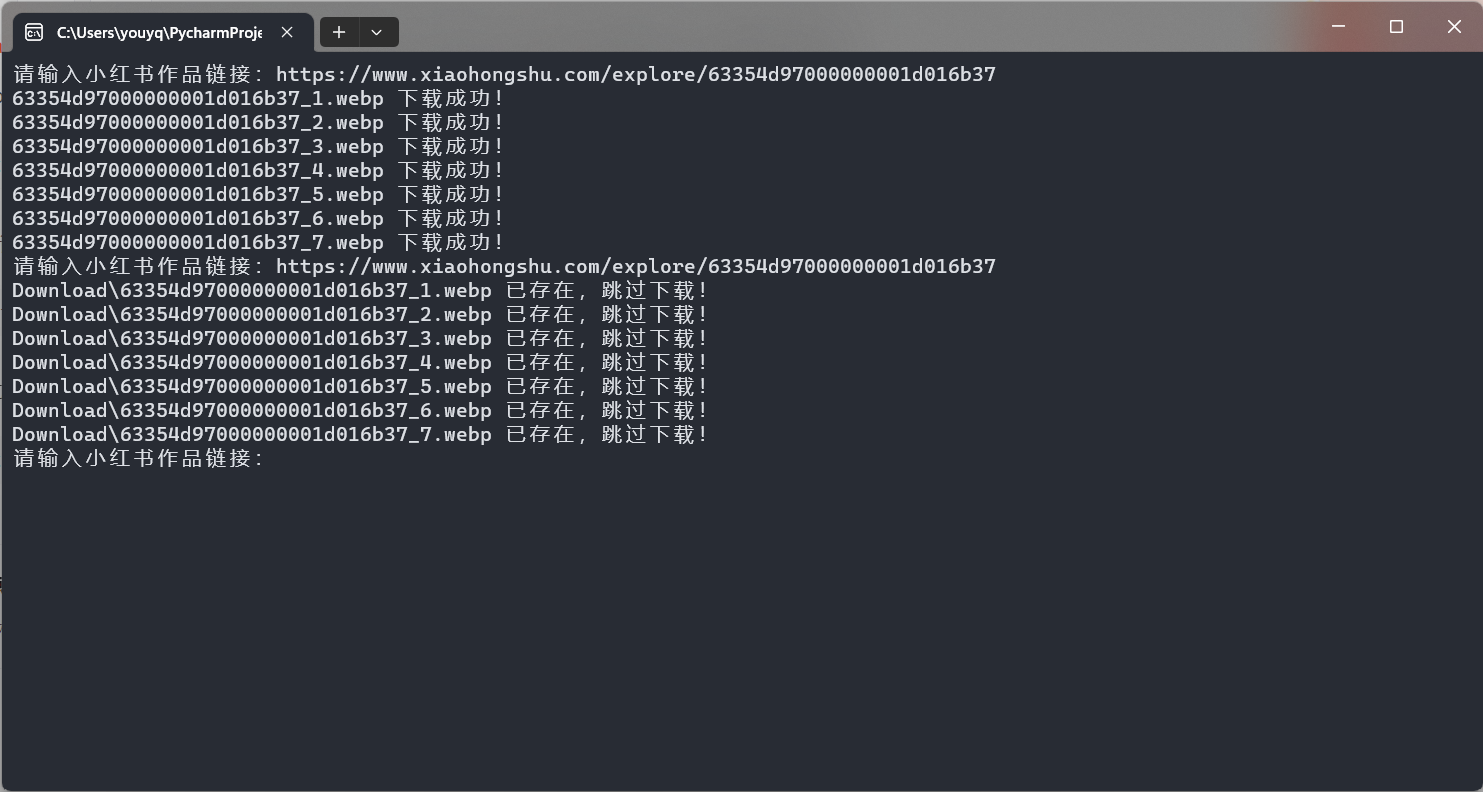 C:\Users\youyq\PycharmProje
请输入小红书作品链接：https://www.xiaohongshu.com/explore/63354d97000000001d016b37
63354d97000000001d016b37_1.webp 下载成功！
63354d97000000001d016b37_2.webp 下载成功！
63354d97000000001d016b37_3.webp 下载成功！
63354d97000000001d016b37_4.webp 下载成功！
63354d97000000001d016b37_5.webp 下载成功！
63354d97000000001d016b37_6.webp 下载成功！
63354d97000000001d016b37_7.webp 下载成功！
请输入小红书作品链接：https://www.xiaohongshu.com/explore/63354d97000000001d016b37
Download\63354d97000000001d016b37_1.webp 已存在，跳过下载！
Download\63354d97000000001d016b37_2.webp 已存在，跳过下载！
Download\63354d97000000001d016b37_3.webp 已存在，跳过下载！
Download\63354d97000000001d016b37_4.webp 已存在，跳过下载！
Download\63354d97000000001d016b37_5.webp 已存在，跳过下载！
Download\63354d97000000001d016b37_6.webp 已存在，跳过下载！
Download\63354d97000000001d016b37_7.webp 已存在，跳过下载！
请输入小红书作品链接：